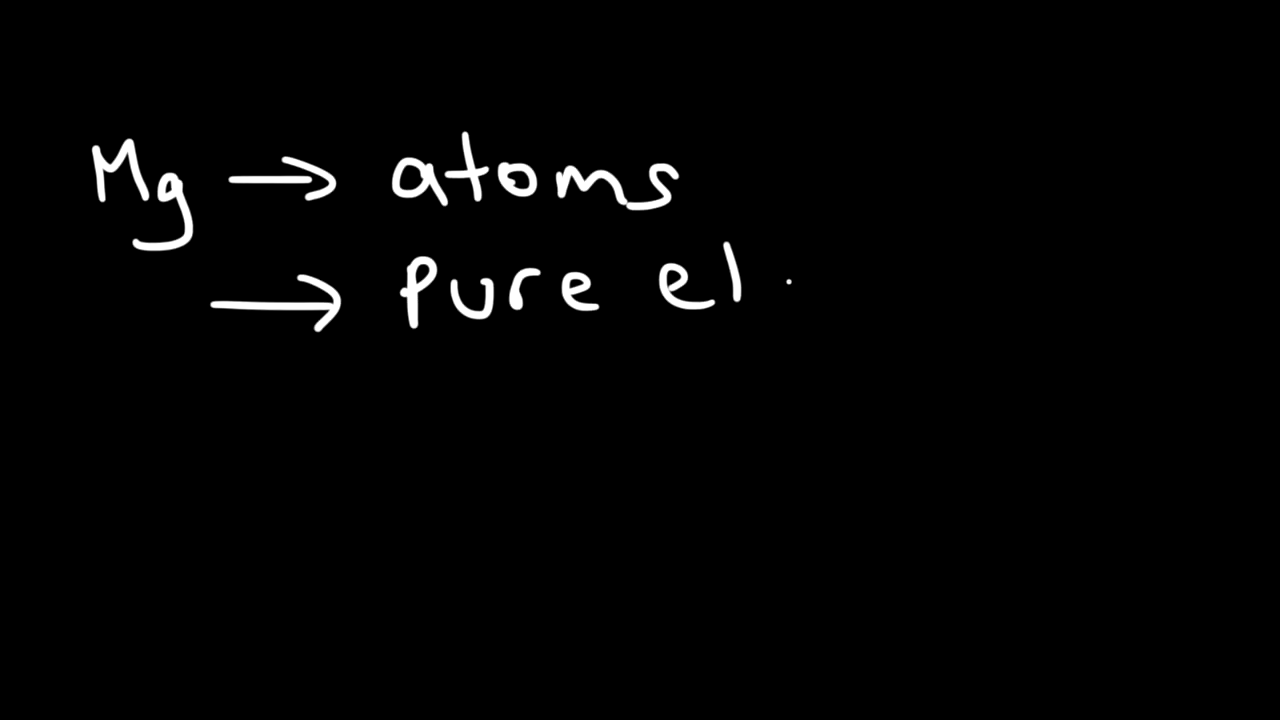 Mg → atoms
→ pure el